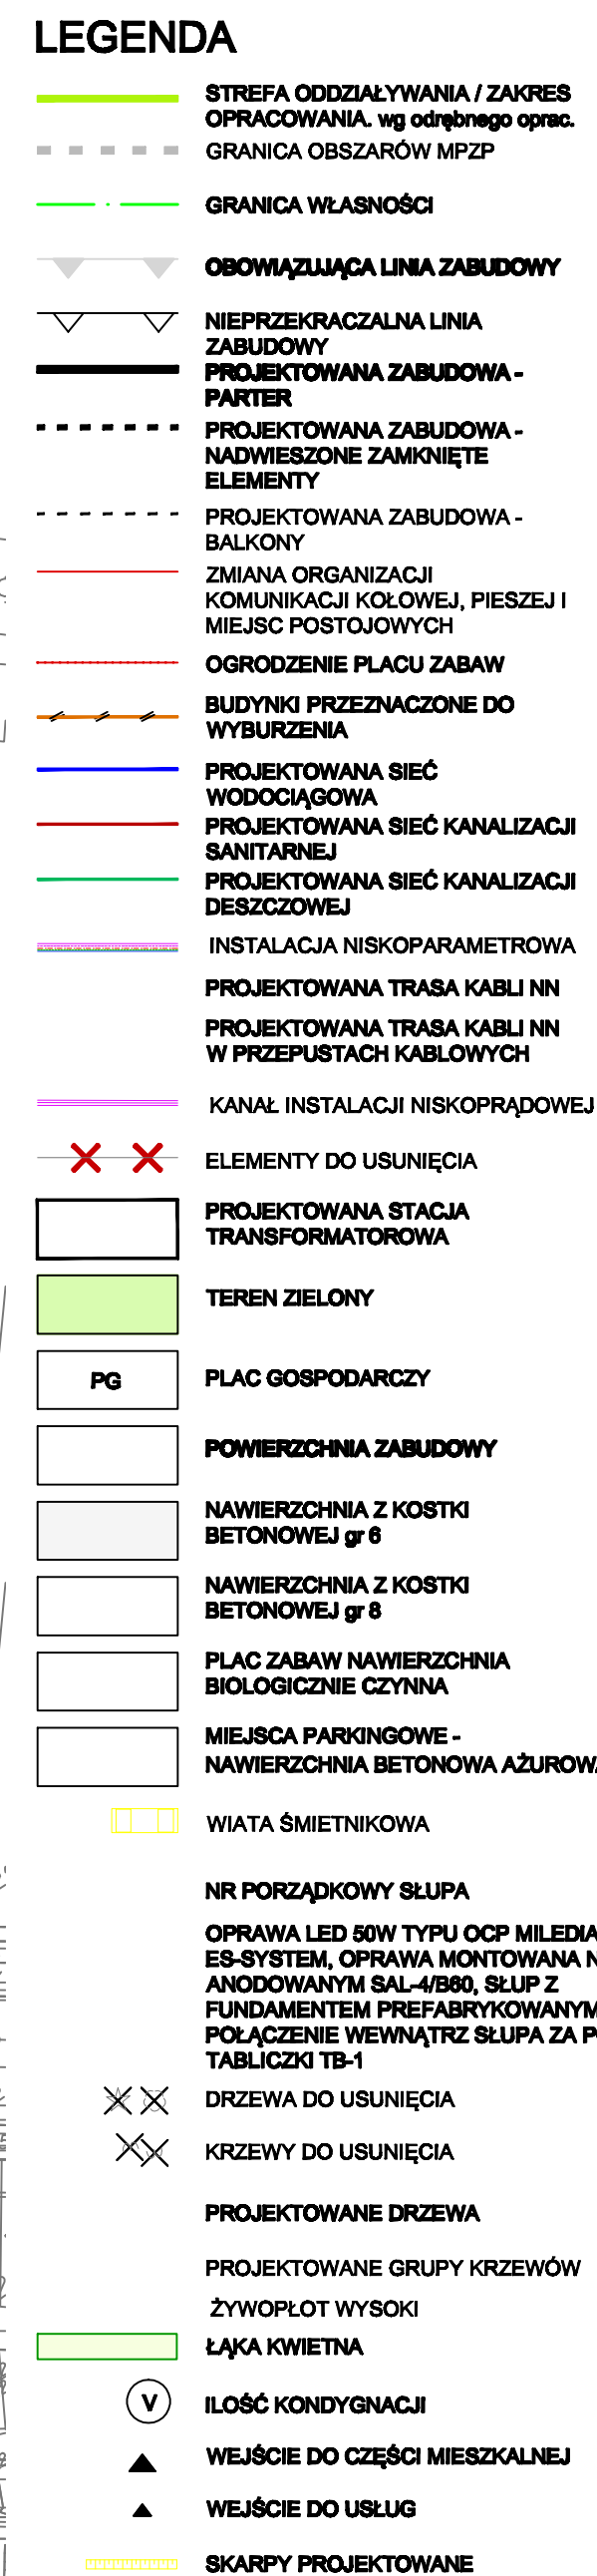 LEGENDA
STREFA ODDZIAŁYWANIA / ZAKRES
OPRACOWANIA. wg odrębnego oprac.
GRANICA OBSZARÓW MPZP
GRANICA WŁASNOŚCI
OBOWIĄZUJĄCA LINIA ZABUDOWY
NIEPRZEKRACZALNA LINIA
ZABUDOWY
PROJEKTOWANA ZABUDOWA -
PARTER
PROJEKTOWANA ZABUDOWA -
NADWIESZONE ZAMKNIĘTE
ELEMENTY
PROJEKTOWANA ZABUDOWA -
BALKONY
ZMIANA ORGANIZACJI
KOMUNIKACJI KOŁOWEJ, PIESZEJ I
MIEJSC POSTOJOWYCH
OGRODZENIE PLACU ZABAW
BUDYNKI PRZEZNACZONE DO
WYBURZENIA
PROJEKTOWANA SIEĆ
WODOCIĄGOWA
PROJEKTOWANA SIEĆ KANALIZACJI
SANITARNEJ
PROJEKTOWANA SIEĆ KANALIZACJI
DESZCZOWEJ
INSTALACJA NISKOPARAMETROWA
PROJEKTOWANA TRASA KABLI NN
PROJEKTOWANA TRASA KABLI NN
W PRZEPUSTACH KABLOWYCH
KANAŁ INSTALACJI NISKOPRĄDOWEJ
ELEMENTY DO USUNIĘCIA
PROJEKTOWANA STACJA
TRANSFORMATOROWA
TEREN ZIELONY
PG PLAC GOSPODARCZY
POWIERZCHNIA ZABUDOWY
NAWIERZCHNIA Z KOSTKI
BETONOWEJ gr 6
NAWIERZCHNIA Z KOSTKI
BETONOWEJ gr 8
PLAC ZABAW NAWIERZCHNIA
BIOLOGICZNIE CZYNNA
MIEJSCA PARKINGOWE -
NAWIERZCHNIA BETONOWA AŻUROWA
WIATA ŚMIETNIKOWA
NR PORZĄDKOWY SŁUPA
OPRAWA LED 50W TYPU OCP MILEDIA
ES-SYSTEM, OPRAWA MONTOWANA N
ANODOWANYM SAL-4/B60, SŁUP Z
FUNDAMENTEM PREFABRYKOWANYM
POŁĄCZENIE WEWNĄTRZ SŁUPA ZA P
TABLICZKI TB-1
DRZEWA DO USUNIĘCIA
KRZEWY DO USUNIĘCIA
PROJEKTOWANE DRZEWA
PROJEKTOWANE GRUPY KRZEWÓW
ŻYWOPŁOT WYSOKI
ŁĄKA KWIETNA
V ILOŚĆ KONDYGNACJI
WEJŚCIE DO CZĘŚCI MIESZKALNEJ
WEJŚCIE DO USŁUG
SKARPY PROJEKTOWANE